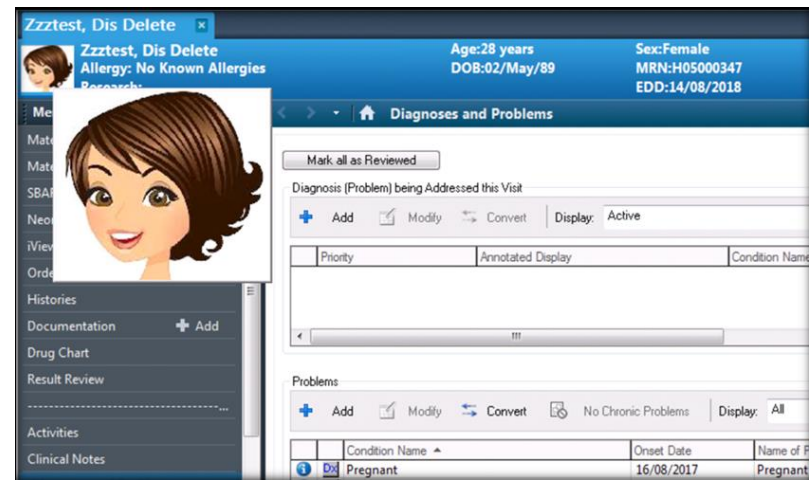 Zzztest, Dis Delete
Zzztest, Dis Delete Age:28 years Sex:Female
Allergy: No Known Allergies DOB:02/May/89 MRN:H05000347
EDD:14/08/2018
Diagnoses and Problems
Mark all as Reviewed
Diagnosis (Problem) being Addressed this Visit
Add Modify Convert Display: Active
Priority Annotated Display Condition Name
Histories
Documentation Add
Drug Chart
Result Review
Activities
Clinical Notes
Problems
Add Modify Convert No Chronic Problems Display: All
Condition Name Onset Date Name of
Dx Pregnant 16/08/2017 Pregnant